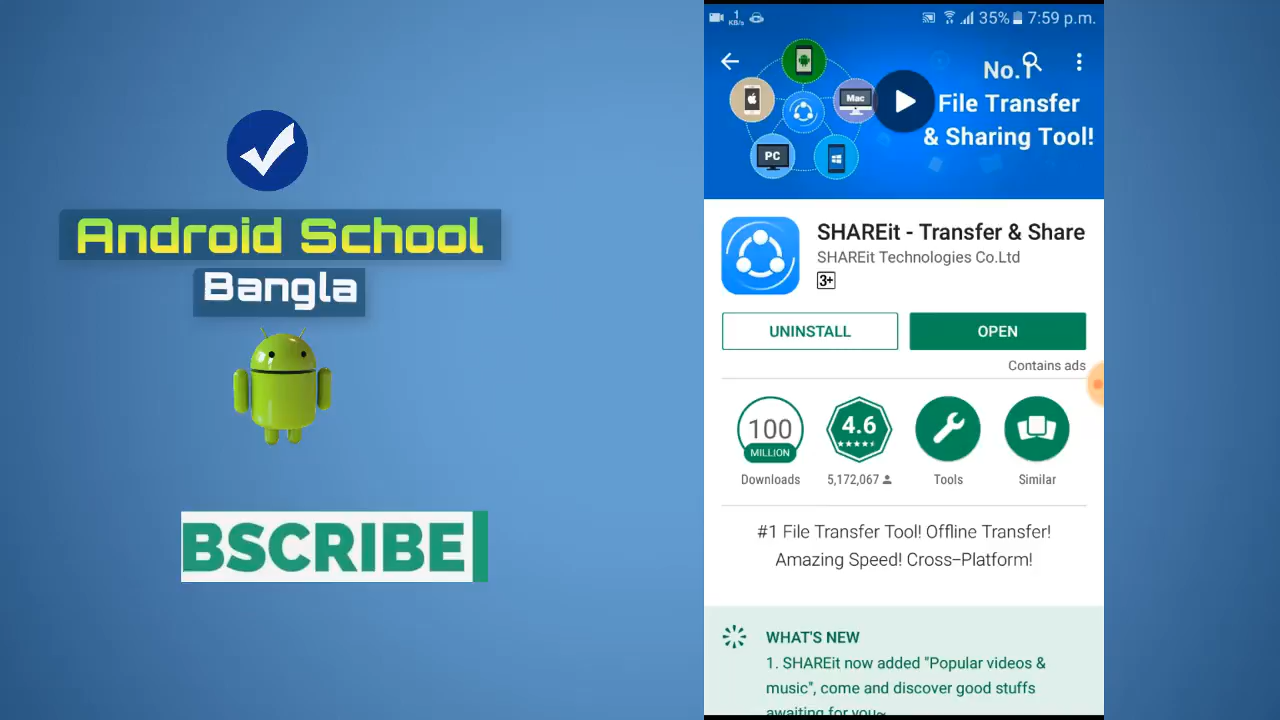 Android School
Bangla
BSCRIBE
1
KB/s
35%
7:59 p.m.
No.1
File Transfer
& Sharing Tool!
Mac
PC
SHAREit - Transfer & Share
SHAREit Technologies Co.Ltd
3+
UNINSTALL
OPEN
Contains ads
100
MILLION
Downloads
4.6
5,172,067
Tools
Similar
#1 File Transfer Tool! Offline Transfer!
Amazing Speed! Cross-Platform!
WHAT'S NEW
1. SHAREit now added "Popular videos &
music", come and discover good stuffs
awaiting for you~